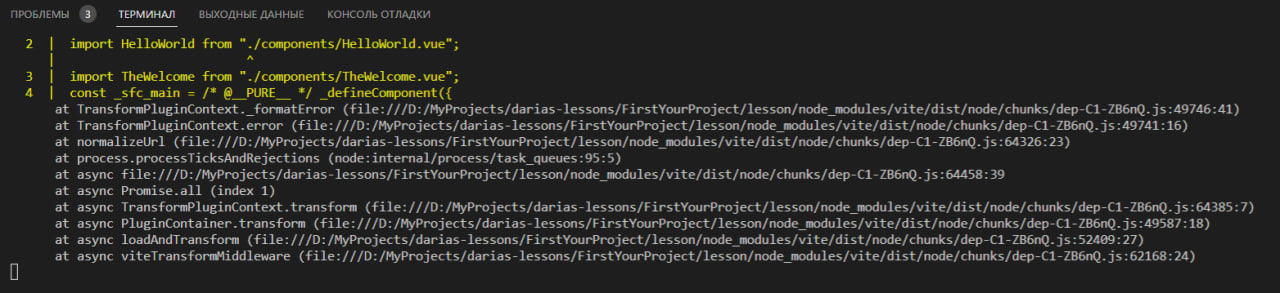 ПРОБЛЕМЫ 3 ТЕРМИНАЛ ВЫХОДНЫЕ ДАННЫЕ КОНСОЛЬ ОТЛАДКИ
2 | import HelloWorld from "./components/HelloWorld.vue";
| ^
3 | import TheWelcome from "./components/TheWelcome.vue";
4 | const _sfc_main = /* @__PURE__ */ _defineComponent({
at TransformPluginContext._formatError (file:///D:/MyProjects/darias-lessons/FirstYourProject/lesson/node_modules/vite/dist/node/chunks/dep-C1-ZB6nQ.js:49746:41)
at TransformPluginContext.error (file:///D:/MyProjects/darias-lessons/FirstYourProject/lesson/node_modules/vite/dist/node/chunks/dep-C1-ZB6nQ.js:49741:16)
at normalizeUrl (file:///D:/MyProjects/darias-lessons/FirstYourProject/lesson/node_modules/vite/dist/node/chunks/dep-C1-ZB6nQ.js:64326:23)
at process.processTicksAndRejections (node:internal/process/task_queues:95:5)
at async file:///D:/MyProjects/darias-lessons/FirstYourProject/lesson/node_modules/vite/dist/node/chunks/dep-C1-ZB6nQ.js:64458:39
at async Promise.all (index 1)
at async TransformPluginContext.transform (file:///D:/MyProjects/darias-lessons/FirstYourProject/lesson/node_modules/vite/dist/node/chunks/dep-C1-ZB6nQ.js:64385:7)
at async PluginContainer.transform (file:///D:/MyProjects/darias-lessons/FirstYourProject/lesson/node_modules/vite/dist/node/chunks/dep-C1-ZB6nQ.js:49587:18)
at async loadAndTransform (file:///D:/MyProjects/darias-lessons/FirstYourProject/lesson/node_modules/vite/dist/node/chunks/dep-C1-ZB6nQ.js:52409:27)
at async viteTransformMiddleware (file:///D:/MyProjects/darias-lessons/FirstYourProject/lesson/node_modules/vite/dist/node/chunks/dep-C1-ZB6nQ.js:62168:24)